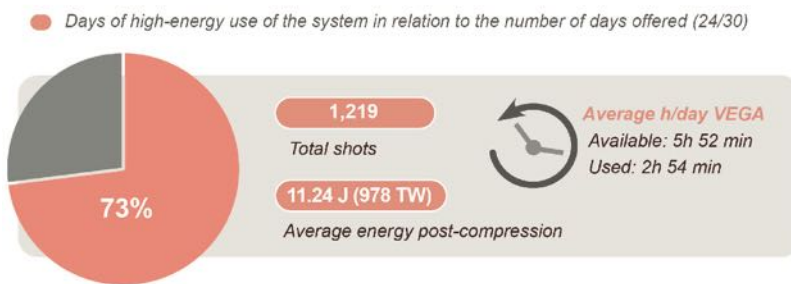 Days of high-energy use of the system in relation to the number of days offered (24/30)
73%
1,219
Total shots
11.24 J (978 TW)
Average energy post-compression
Average h/day VEGA
Available: 5h 52 min
Used: 2h 54 min